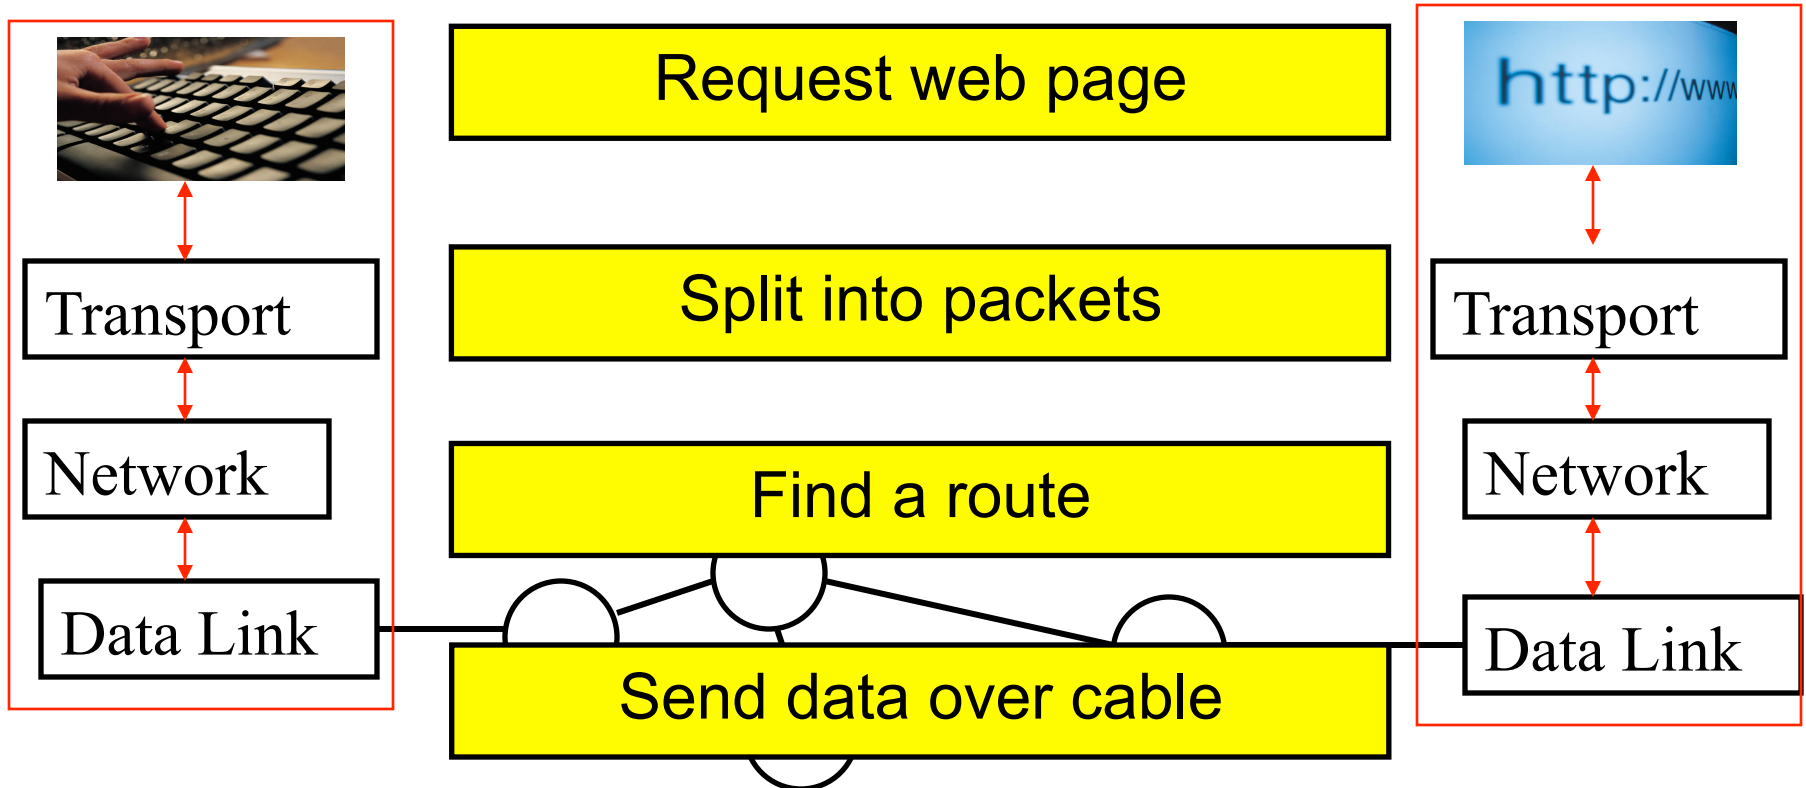 Request web page
http://www
Split into packets
Transport
Transport
Find a route
Network
Network
Data Link
Send data over cable
Data Link